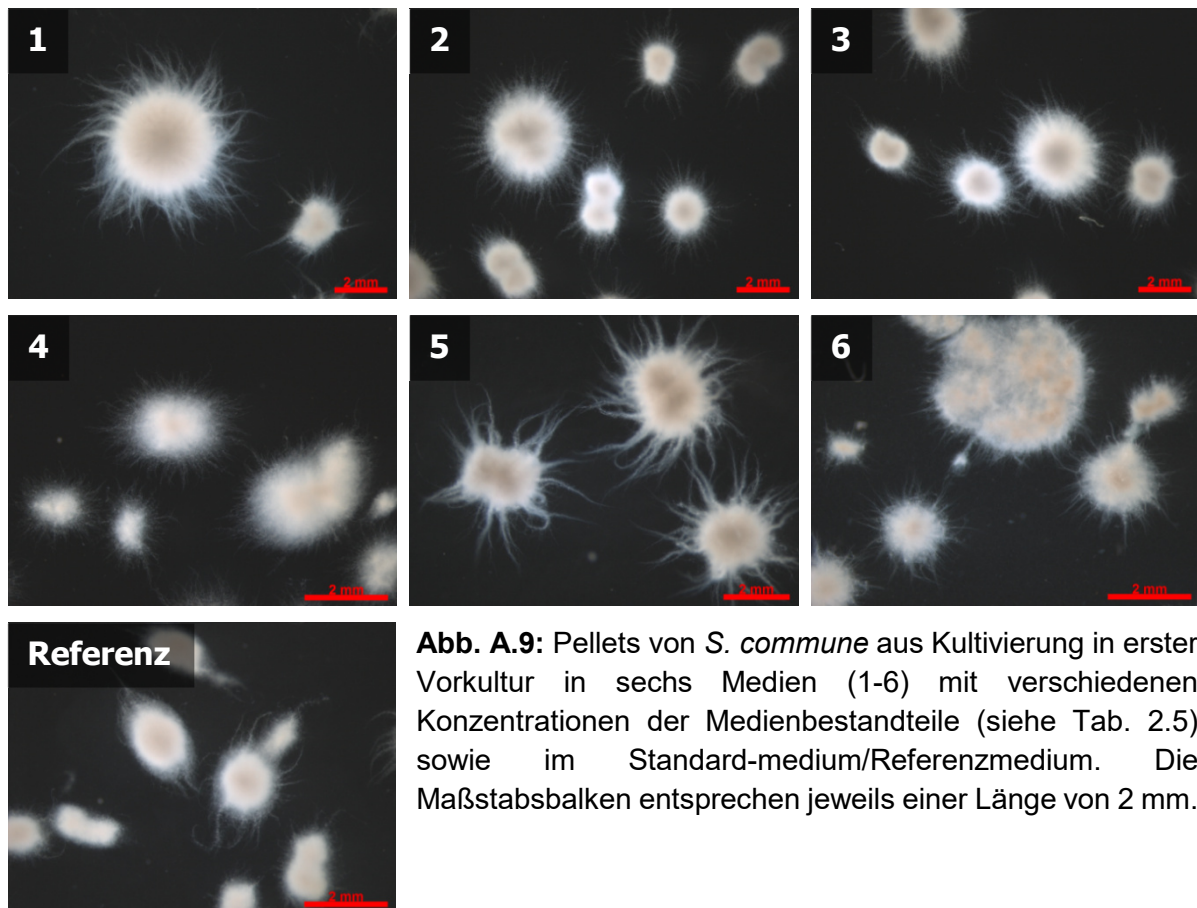 1
2
3
2 mm
2 mm
2 mm
4
5
6
2 mm
2 mm
2 mm
Referenz
2 mm
Abb. A.9: Pellets von S. commune aus Kultivierung in erster
Vorkultur in sechs Medien (1-6) mit verschiedenen
Konzentrationen der Medienbestandteile (siehe Tab. 2.5)
sowie im Standard-medium/Referenzmedium. Die
Maßstabsbalken entsprechen jeweils einer Länge von 2 mm.